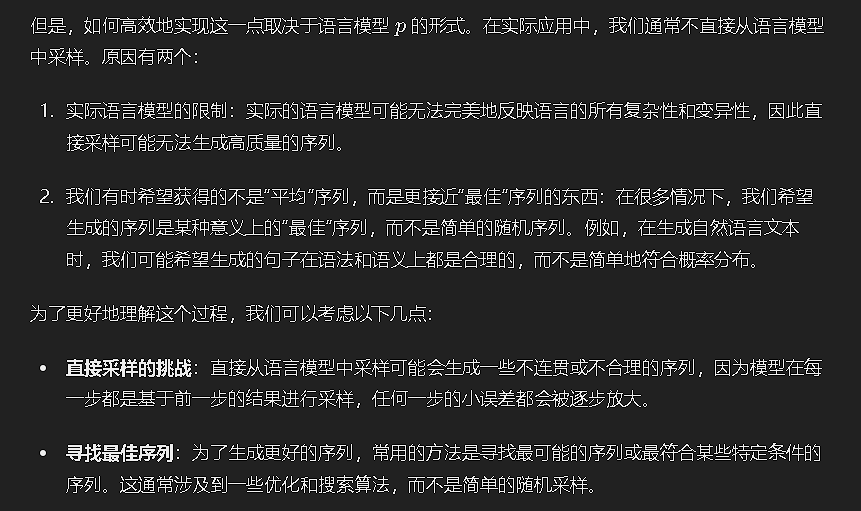 但是，如何高效地实现这一点取决于语言模型 p 的形式。在实际应用中，我们通常不直接从语言模型
中采样。原因有两个：
1. 实际语言模型的限制：实际的语言模型可能无法完美地反映语言的所有复杂性和变异性，因此直
接采样可能无法生成高质量的序列。
2. 我们有时希望获得的不是“平均”序列，而是更接近“最佳”序列的东西：在很多情况下，我们希望
生成的序列是某种意义上的“最佳”序列，而不是简单的随机序列。例如，在生成自然语言文本
时，我们可能希望生成的句子在语法和语义上都是合理的，而不是简单地符合概率分布。
为了更好地理解这个过程，我们可以考虑以下几点：
• 直接采样的挑战：直接从语言模型中采样可能会生成一些不连贯或不合理的序列，因为模型在每
一步都是基于前一步的结果进行采样，任何一步的小误差都会被逐步放大。
• 寻找最佳序列：为了生成更好的序列，常用的方法是寻找最可能的序列或最符合某些特定条件的
序列。这通常涉及到一些优化和搜索算法，而不是简单的随机采样。